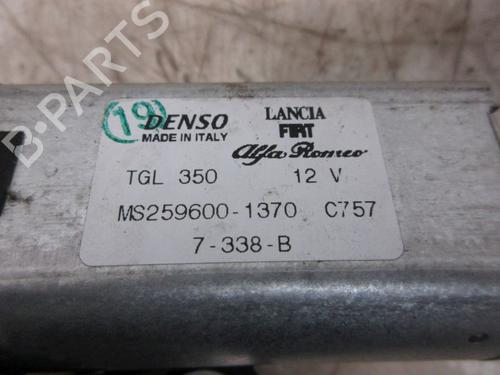 19 DENSO LANCIA
MADE IN ITALY FIAT
Alfa Romeo
TGL 350 12 V
MS259600-1370 C757
7-338-B
B-PARTS